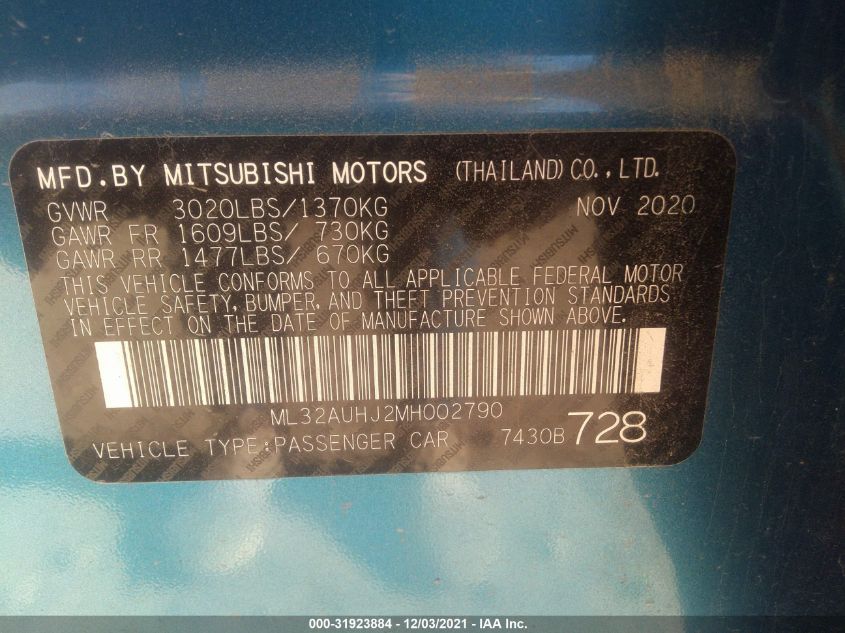 MFD.BY MITSUBISHI MOTORS (THAILAND) CO., LTD.
GVWR 3020LBS/1370KG NOV 2020
GAWR FR 1609LBS/ 730KG
GAWR RR 1477LBS/ 670KG
THIS VEHICLE CONFORMS TO ALL APPLICABLE FEDERAL MOTOR
VEHICLE SAFETY, BUMPER, AND THEFT PREVENTION STANDARDS
IN EFFECT ON THE DATE OF MANUFACTURE SHOWN ABOVE.
ML32AUHJ2MH002790
VEHICLE TYPE:PASSENGER CAR 7430B 728
000-31923884 - 12/03/2021 - IAA Inc.